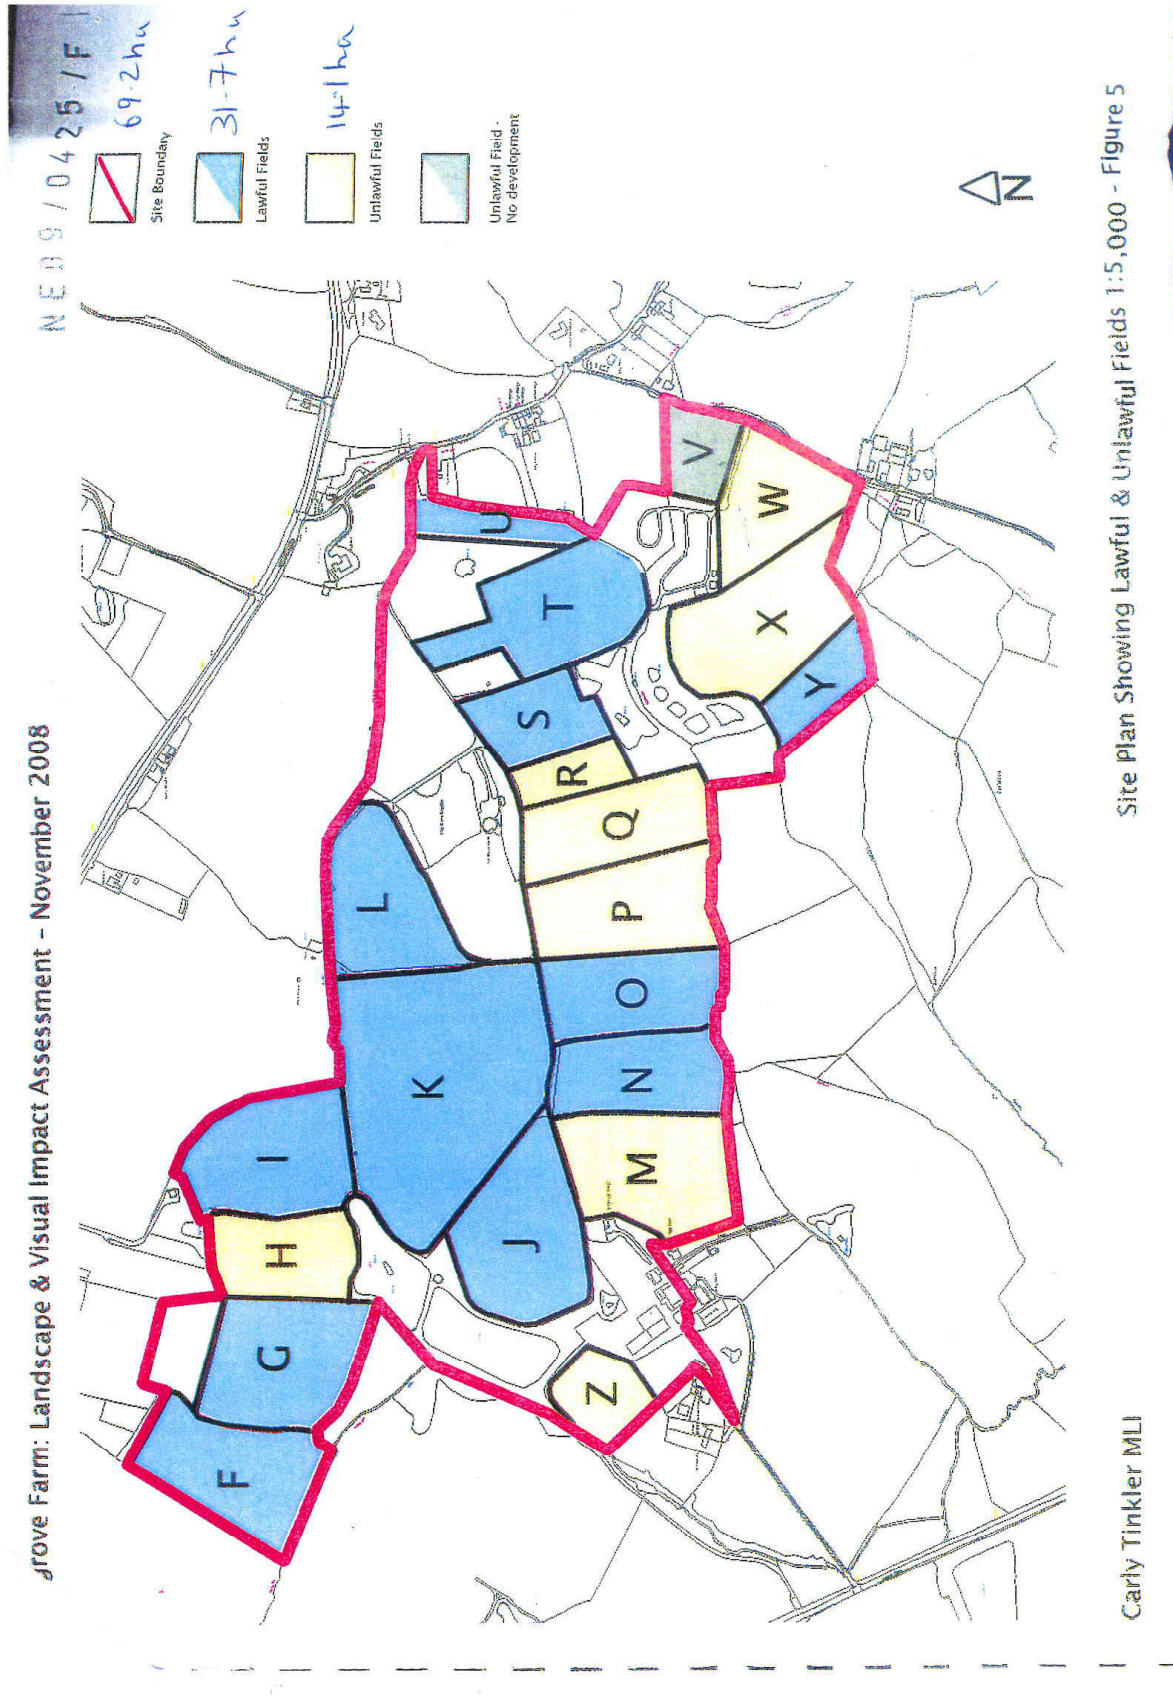 NE09/0425/F
rove Farm: Landscape & Visual Impact Assessment - November 2008
69.2ha
Site Boundary
31-7ha
Lawful Fields
14-1ha
Unlawful Fields
Unlawful Field -
No development
N
F
G
H
I
J
K
L
M
N
O
P
Q
R
S
T
U
V
W
X
Y
Z
Carly Tinkler MLI
Site Plan Showing Lawful & Unlawful Fields 1:5,000 - Figure 5